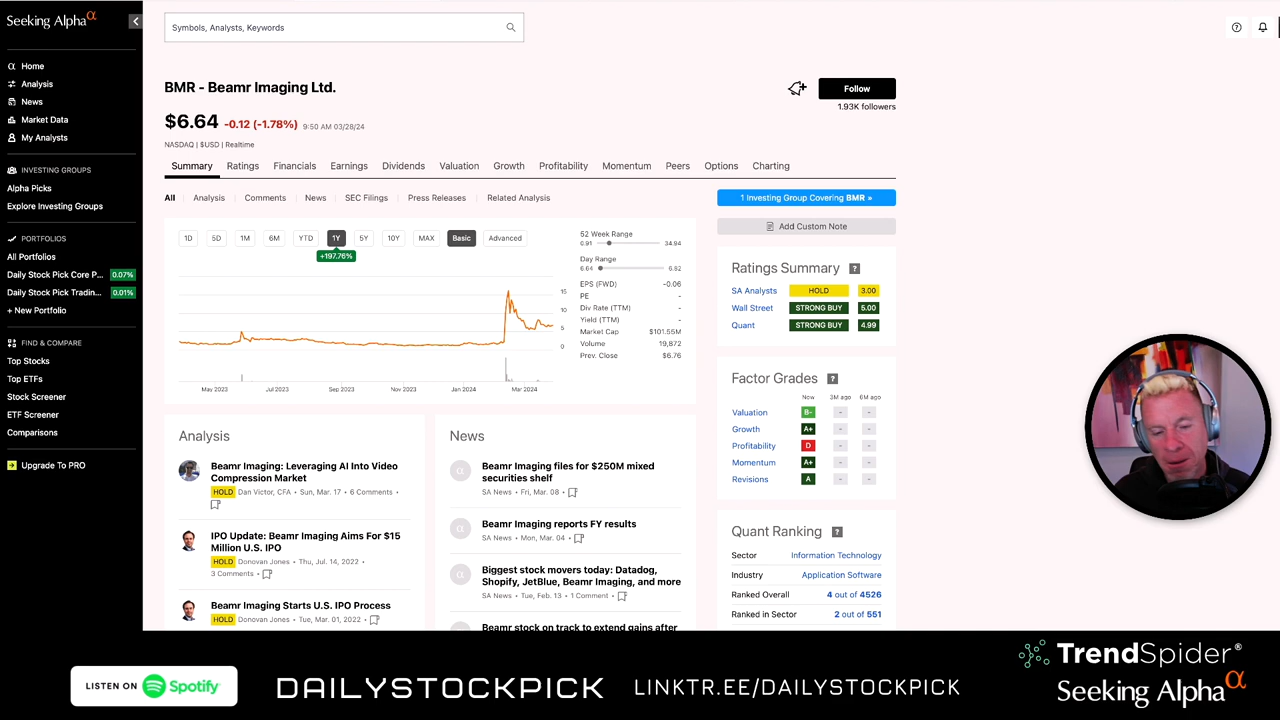 Seeking Alpha α
Symbols, Analysts, Keywords
Home
Analysis
News
Market Data
My Analysts
INVESTING GROUPS
Alpha Picks
Explore Investing Groups
PORTFOLIOS
All Portfolios
Daily Stock Pick Core P... 0.07%
Daily Stock Pick Tradin... 0.01%
+ New Portfolio
FIND & COMPARE
Top Stocks
Top ETFs
Stock Screener
ETF Screener
Comparisons
Upgrade To PRO
BMR - Beamr Imaging Ltd.
Follow
1.93K followers
$6.64 -0.12 (-1.78%) 9:50 AM 03/28/24
NASDAQ | $USD | Realtime
Summary Ratings Financials Earnings Dividends Valuation Growth Profitability Momentum Peers Options Charting
All Analysis Comments News SEC Filings Press Releases Related Analysis
1D 5D 1M 6M YTD 1Y 5Y 10Y MAX Basic Advanced
+197.76%
15
10
5
0
May 2023 Jul 2023 Sep 2023 Nov 2023 Jan 2024 Mar 2024
52 Week Range
0.91 34.94
Day Range
6.64 6.82
EPS (FWD) -0.06
PE -
Div Rate (TTM) -
Yield (TTM) -
Market Cap $101.55M
Volume 19,872
Prev. Close $6.76
Analysis
Beamr Imaging: Leveraging AI Into Video
Compression Market
HOLD Dan Victor, CFA • Sun, Mar. 17 • 6 Comments •
IPO Update: Beamr Imaging Aims For $15
Million U.S. IPO
HOLD Donovan Jones • Thu, Jul. 14, 2022 •
3 Comments •
Beamr Imaging Starts U.S. IPO Process
HOLD Donovan Jones • Tue, Mar. 01, 2022 •
News
Beamr Imaging files for $250M mixed
securities shelf
SA News • Fri, Mar. 08 •
Beamr Imaging reports FY results
SA News • Mon, Mar. 04 •
Biggest stock movers today: Datadog,
Shopify, JetBlue, Beamr Imaging, and more
SA News • Tue, Feb. 13 • 1 Comment •
Beamr stock on track to extend gains after
1 Investing Group Covering BMR »
Add Custom Note
Ratings Summary ?
SA Analysts HOLD 3.00
Wall Street STRONG BUY 5.00
Quant STRONG BUY 4.99
Factor Grades ?
Now 3M ago 6M ago
Valuation B- - -
Growth A+ - -
Profitability D - -
Momentum A+ - -
Revisions A - -
Quant Ranking ?
Sector Information Technology
Industry Application Software
Ranked Overall 4 out of 4526
Ranked in Sector 2 out of 551
LISTEN ON Spotify
DAILYSTOCKPICK
LINKTR.EE/DAILYSTOCKPICK
TrendSpider®
Seeking Alpha α